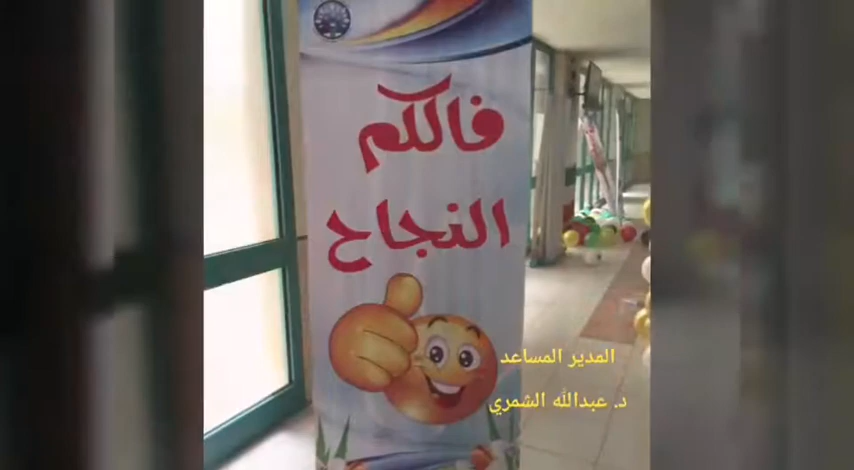 فالكم
النجاح
المدير المساعد
د. عبدالله الشمري